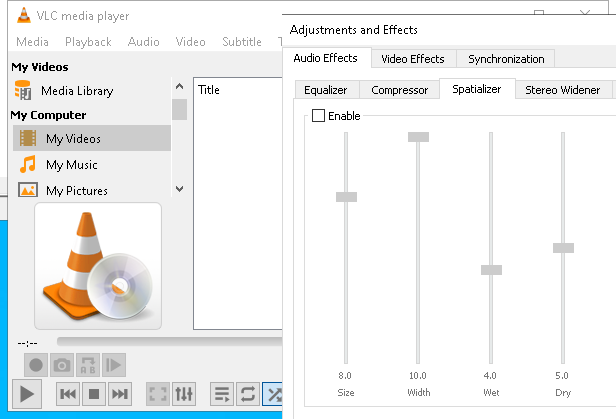 VLC media player
Media Playback Audio Video Subtitle
My Videos
Media Library
My Computer
My Videos
My Music
My Pictures
Title
--:--
Adjustments and Effects
Audio Effects Video Effects Synchronization
Equalizer Compressor Spatializer Stereo Widener
Enable
8.0 10.0 4.0 5.0
Size Width Wet Dry